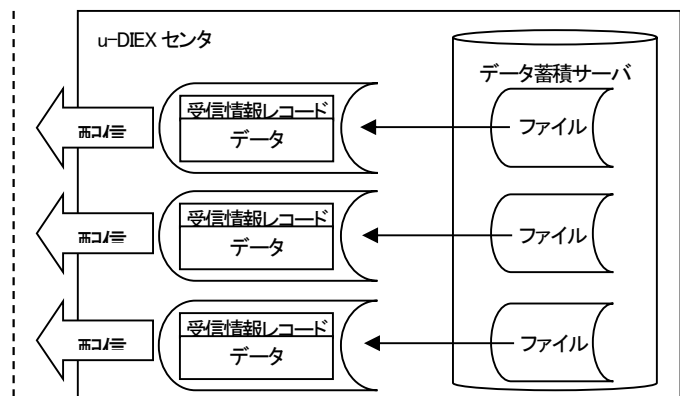 u-DIEX センタ
データ蓄積サーバ
受信情報レコード
データ
ファイル
受信情報レコード
データ
ファイル
受信情報レコード
データ
ファイル